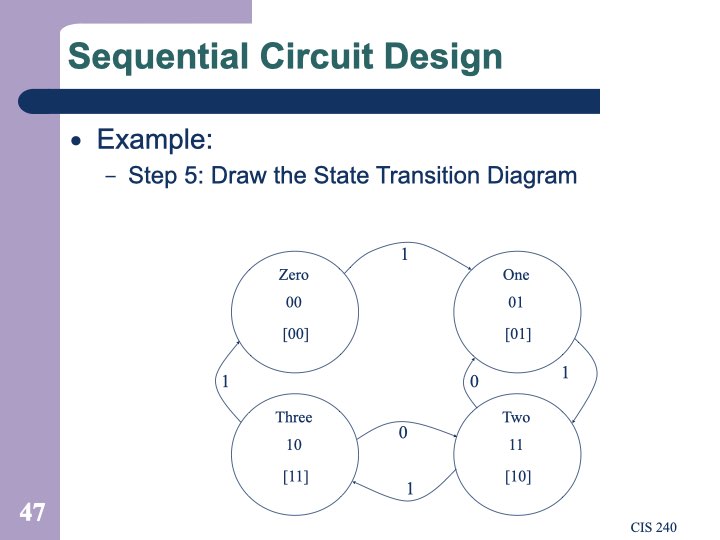 Sequential Circuit Design
• Example:
– Step 5: Draw the State Transition Diagram
1
Zero
00
[00]
One
01
[01]
1
0
1
Three
10
[11]
0
1
Two
11
[10]
47
CIS 240